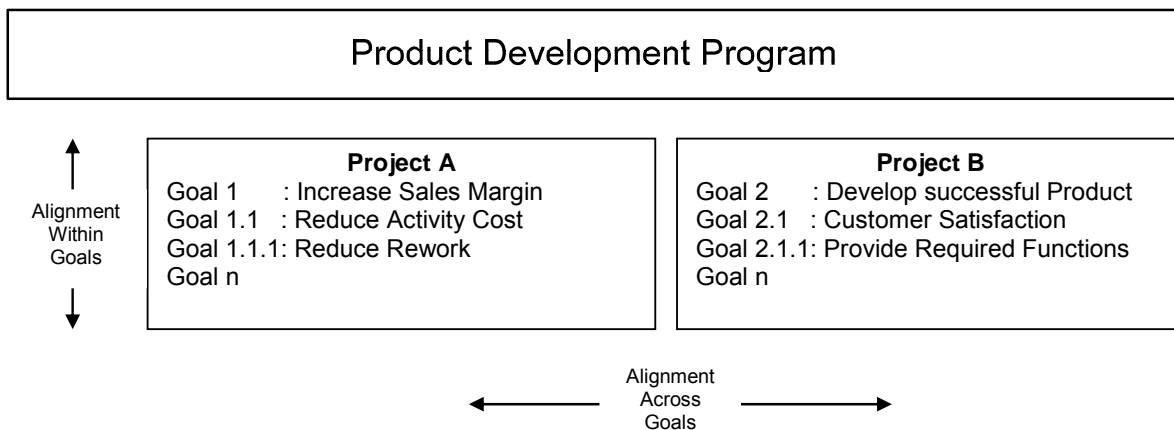 Product Development Program
Alignment
Within
Goals
Project A
Goal 1 : Increase Sales Margin
Goal 1.1 : Reduce Activity Cost
Goal 1.1.1: Reduce Rework
Goal n
Project B
Goal 2 : Develop successful Product
Goal 2.1 : Customer Satisfaction
Goal 2.1.1: Provide Required Functions
Goal n
Alignment
Across
Goals